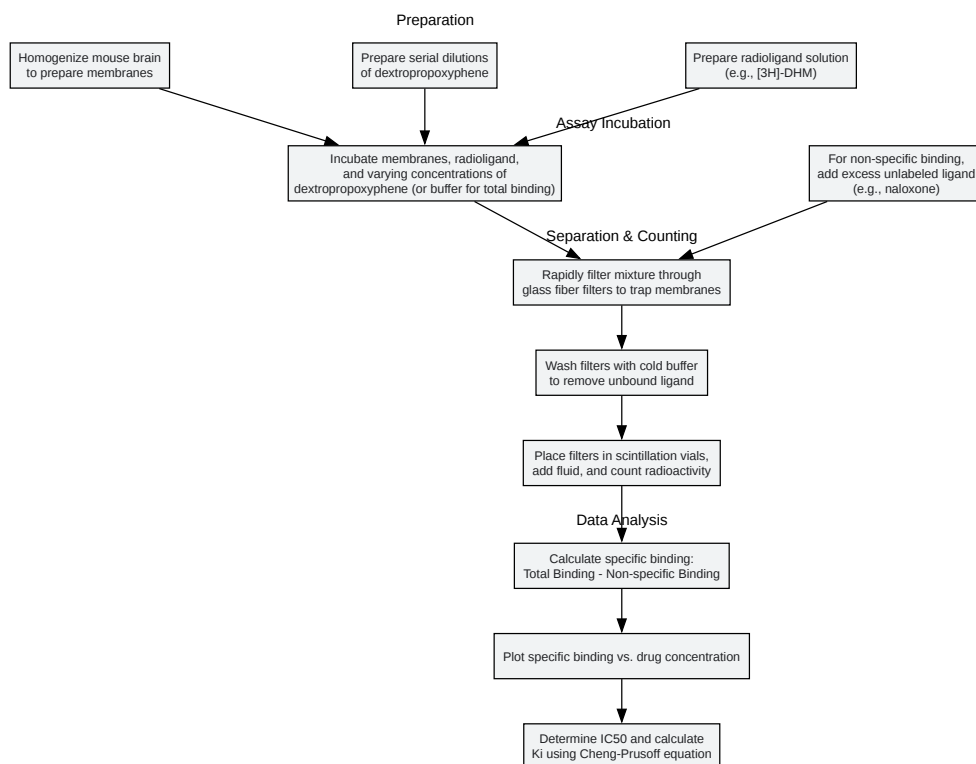 Preparation
Homogenize mouse brain
to prepare membranes
Prepare serial dilutions
of dextropropoxyphene
Prepare radioligand solution
(e.g., [3H]-DHM)
Assay Incubation
Incubate membranes, radioligand,
and varying concentrations of
dextropropoxyphene (or buffer for total binding)
For non-specific binding,
add excess unlabeled ligand
(e.g., naloxone)
Separation & Counting
Rapidly filter mixture through
glass fiber filters to trap membranes
Wash filters with cold buffer
to remove unbound ligand
Place filters in scintillation vials,
add fluid, and count radioactivity
Data Analysis
Calculate specific binding:
Total Binding - Non-specific Binding
Plot specific binding vs. drug concentration
Determine IC50 and calculate
Ki using Cheng-Prusoff equation